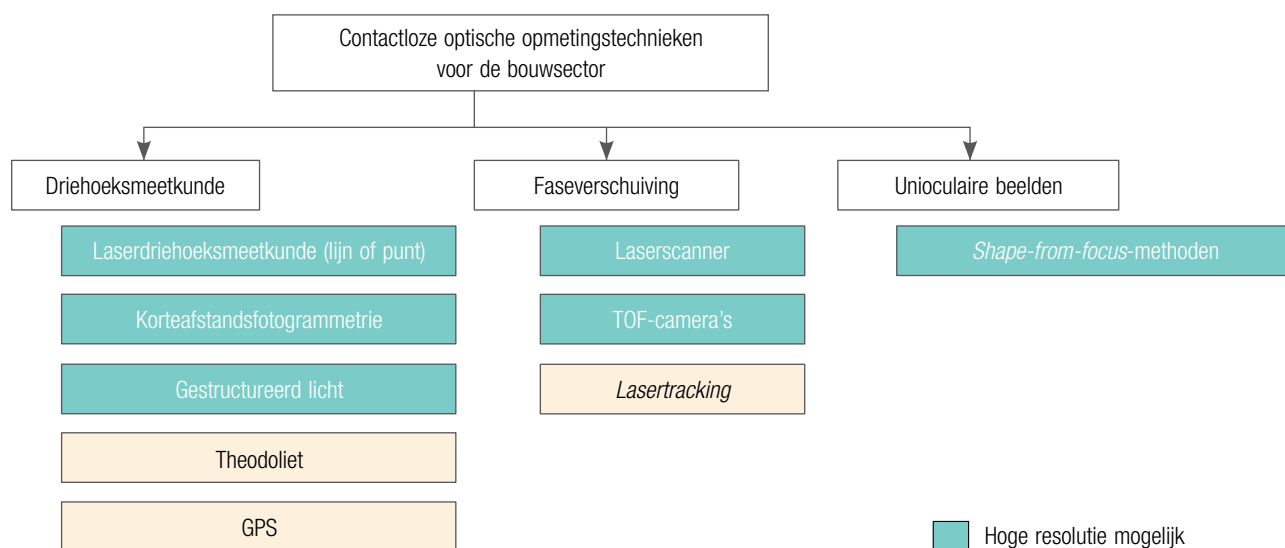 Contactloze optische opmetingstechnieken
voor de bouwsector
Driehoeksmeetkunde
Laserdriehoeksmeetkunde (lijn of punt)
Korteafstandsfotogrammetrie
Gestructureerd licht
Theodoliet
GPS
Faseverschuiving
Laserscanner
TOF-camera's
Lasertracking
Unioculaire beelden
Shape-from-focus-methoden
Hoge resolutie mogelijk